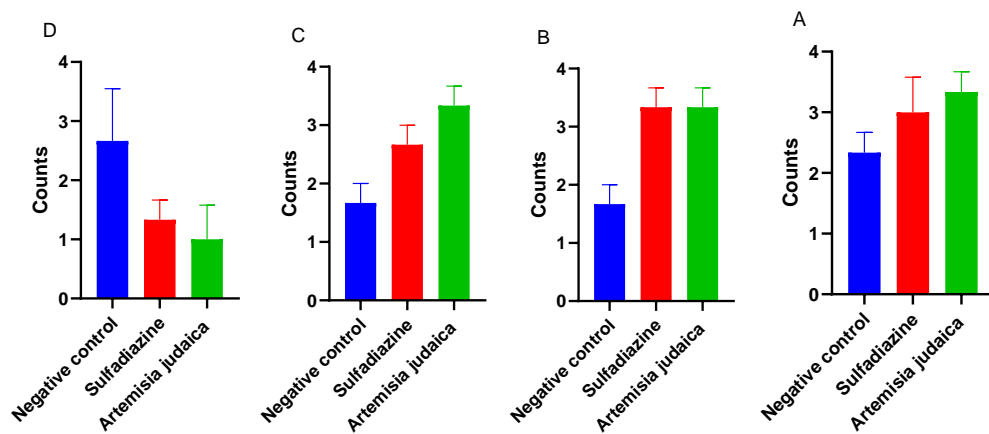 D
4
3
2
1
0
Counts
Negative control
Sulfadiazine
Artemisia judaica
C
4
3
2
1
0
Counts
Negative control
Sulfadiazine
Artemisia judaica
B
4
3
2
1
0
Counts
Negative control
Sulfadiazine
Artemisia judaica
A
4
3
2
1
0
Counts
Negative control
Sulfadiazine
Artemisia judaica